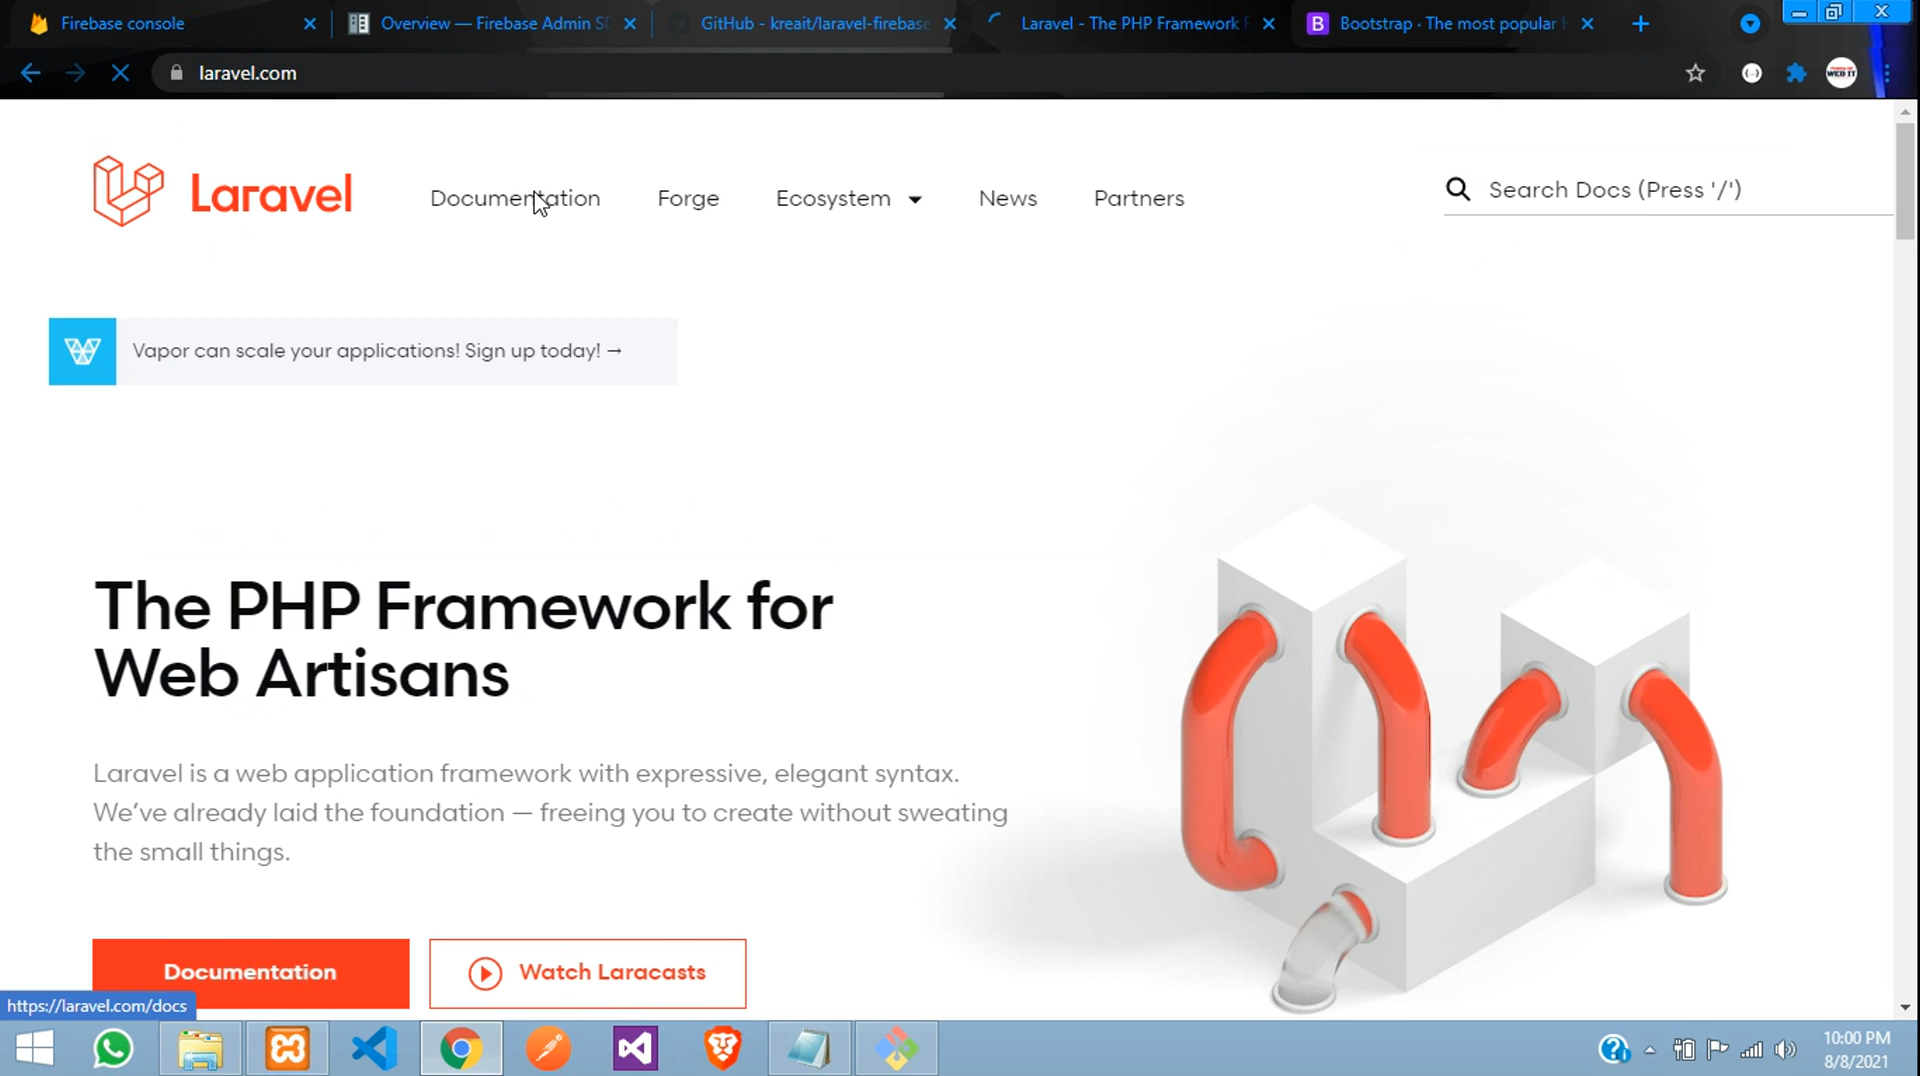 Firebase console
Overview — Firebase Admin SD
GitHub - kreait/laravel-firebase
Laravel - The PHP Framework F
B
Bootstrap · The most popular H
laravel.com
WEB IT
Laravel
Documentation
Forge
Ecosystem
News
Partners
Search Docs (Press '/')
Vapor can scale your applications! Sign up today! →
The PHP Framework for
Web Artisans
Laravel is a web application framework with expressive, elegant syntax.
We've already laid the foundation — freeing you to create without sweating
the small things.
Documentation
Watch Laracasts
https://laravel.com/docs
10:00 PM
8/8/2021